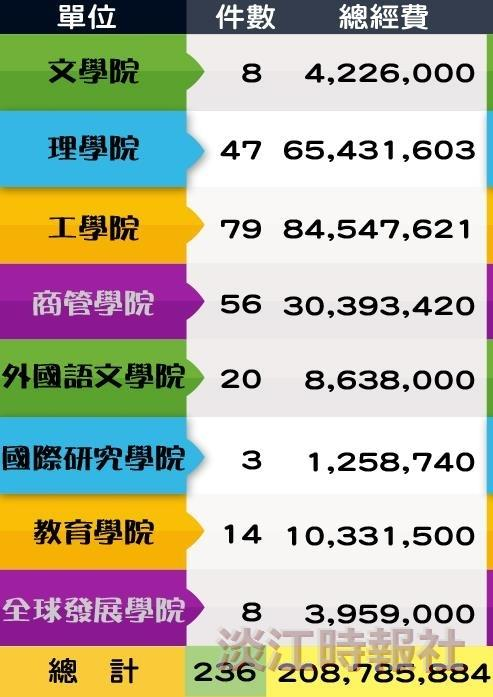 單位 件數 總經費
文學院 8 4,226,000
理學院 47 65,431,603
工學院 79 84,547,621
商管學院 56 30,393,420
外國語文學院 20 8,638,000
國際研究學院 3 1,258,740
教育學院 14 10,331,500
全球發展學院 8 3,959,000
淡江時報社
總 計 236 208,785,884